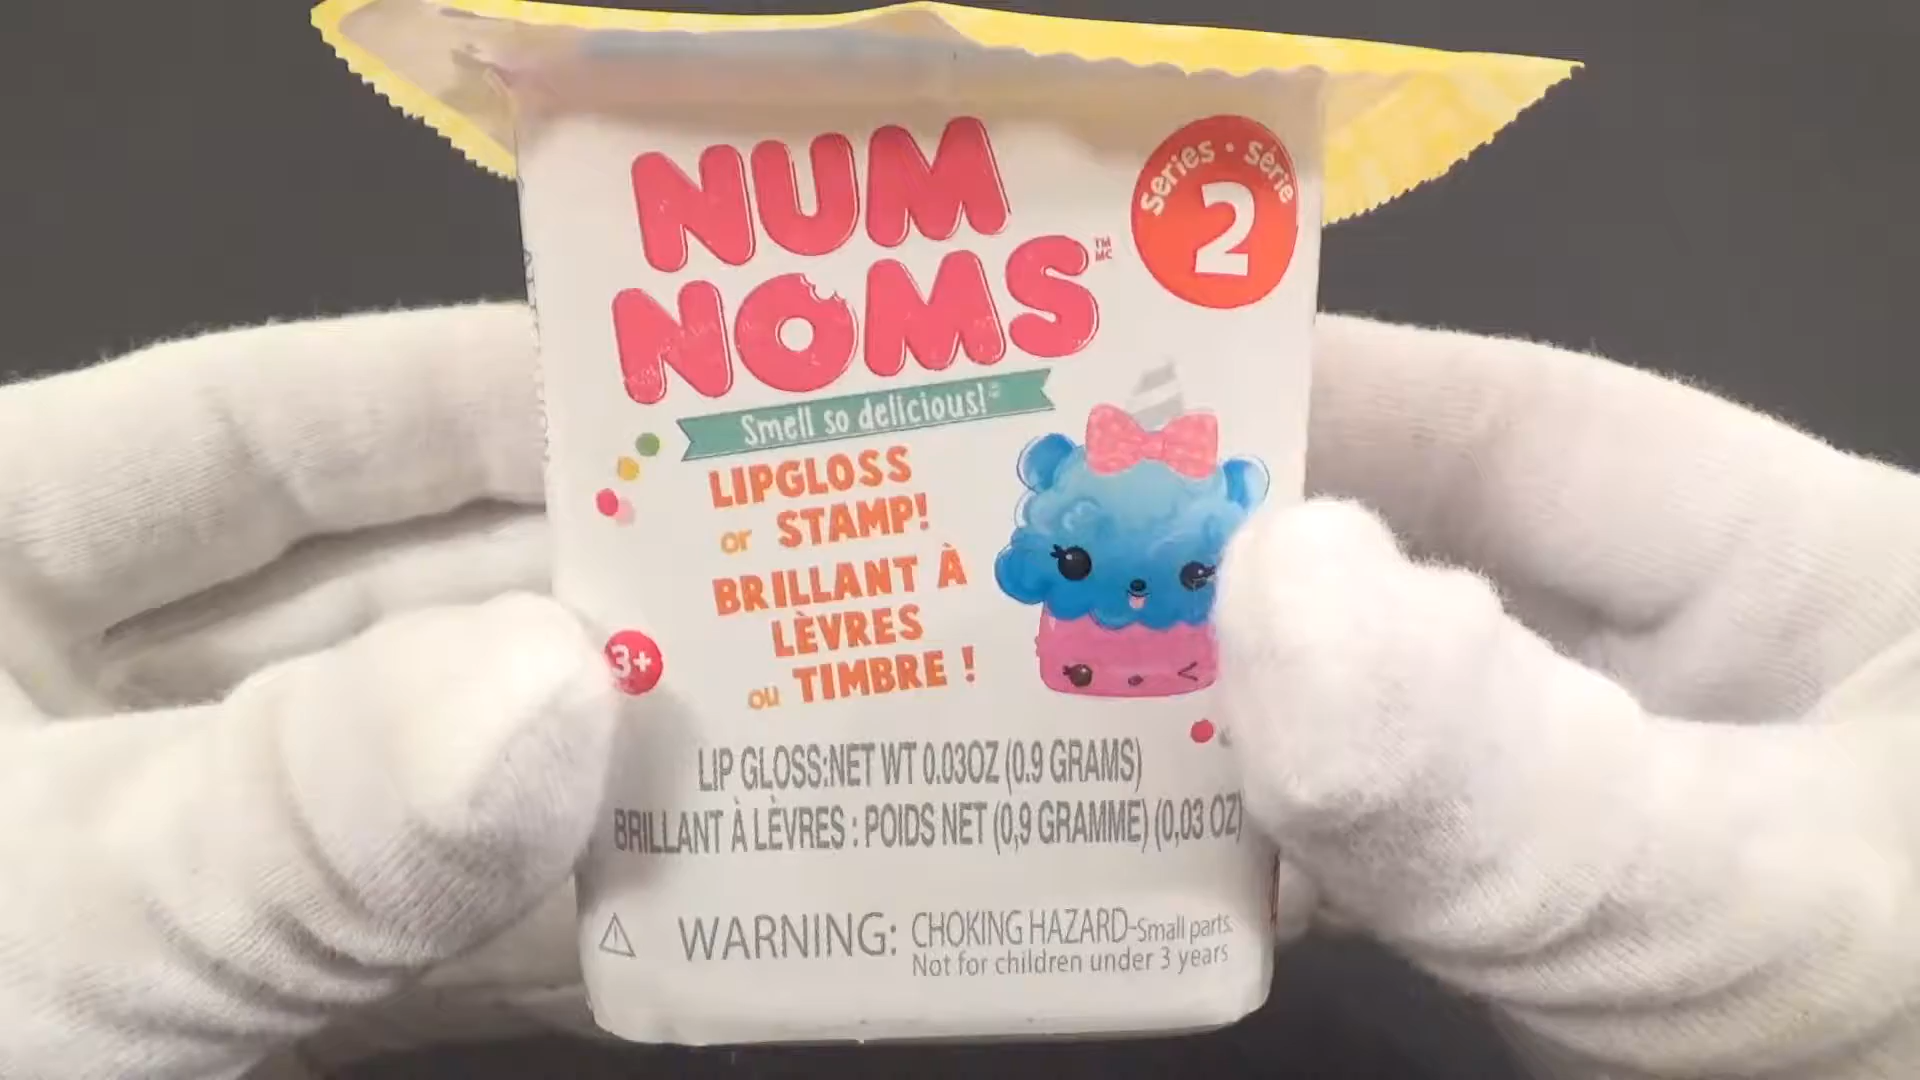 NUM
NOMS™
MC
Series • Série
2
Smell so delicious!
LIPGLOSS
or STAMP!
BRILLANT À
LÈVRES
ou TIMBRE !
3+
LIP GLOSS:NET WT 0.03OZ (0.9 GRAMS)
BRILLANT À LÈVRES : POIDS NET (0,9 GRAMME) (0,03 OZ)
WARNING: CHOKING HAZARD-Small parts.
Not for children under 3 years